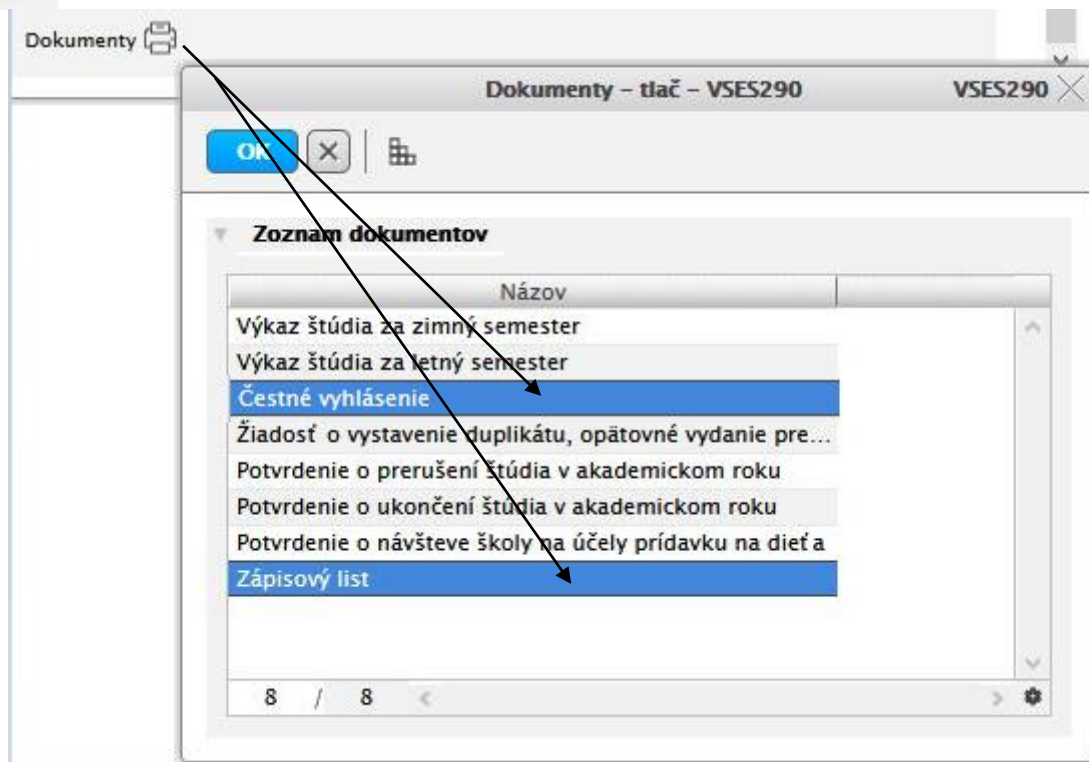 Dokumenty
Dokumenty – tlač – VSES290 VSES290
OK
Zoznam dokumentov
Názov
Výkaz štúdia za zimný semester
Výkaz štúdia za letný semester
Čestné vyhlásenie
Žiadosť o vystavenie duplikátu, opätovné vydanie pre...
Potvrdenie o prerušení štúdia v akademickom roku
Potvrdenie o ukončení štúdia v akademickom roku
Potvrdenie o návšteve školy na účely prídavku na dieťa
Zápisový list
8 / 8